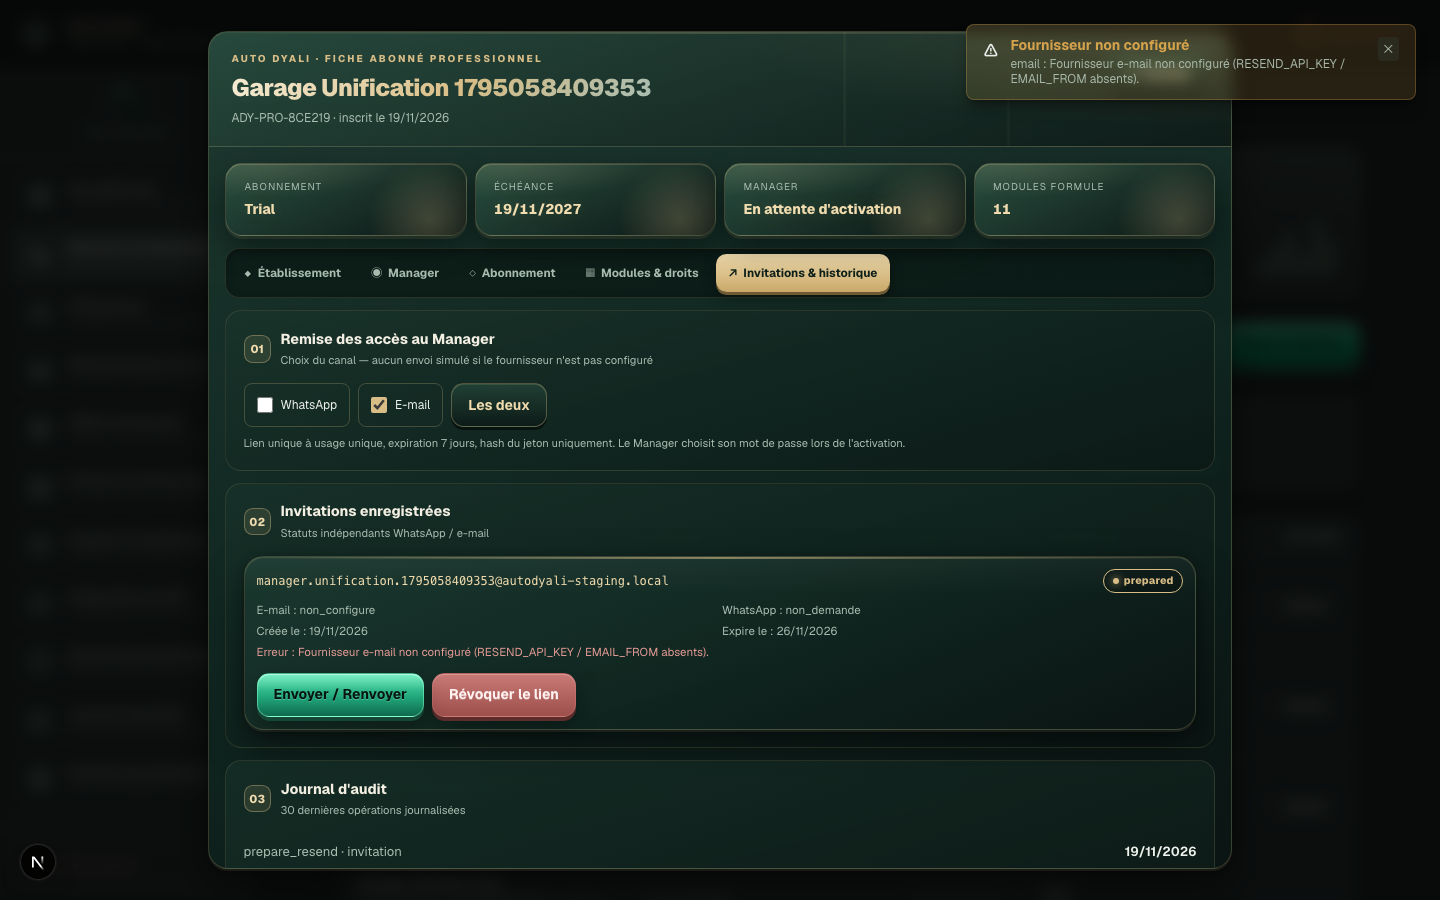 AUTO DYALI · FICHE ABONNÉ PROFESSIONNEL
Garage Unification 1795058409353
ADY-PRO-8CE219 · inscrit le 19/11/2026
Fournisseur non configuré
email : Fournisseur e-mail non configuré (RESEND_API_KEY /
EMAIL_FROM absents).
ABONNEMENT
Trial
ÉCHÉANCE
19/11/2027
MANAGER
En attente d'activation
MODULES FORMULE
11
Établissement
Manager
Abonnement
Modules & droits
Invitations & historique
01
Remise des accès au Manager
Choix du canal — aucun envoi simulé si le fournisseur n'est pas configuré
WhatsApp
E-mail
Les deux
Lien unique à usage unique, expiration 7 jours, hash du jeton uniquement. Le Manager choisit son mot de passe lors de l'activation.
02
Invitations enregistrées
Statuts indépendants WhatsApp / e-mail
manager.unification.1795058409353@autodyali-staging.local
prepared
E-mail : non_configure
WhatsApp : non_demande
Créée le : 19/11/2026
Expire le : 26/11/2026
Erreur : Fournisseur e-mail non configuré (RESEND_API_KEY / EMAIL_FROM absents).
Envoyer / Renvoyer
Révoquer le lien
03
Journal d'audit
30 dernières opérations journalisées
prepare_resend · invitation
19/11/2026
N